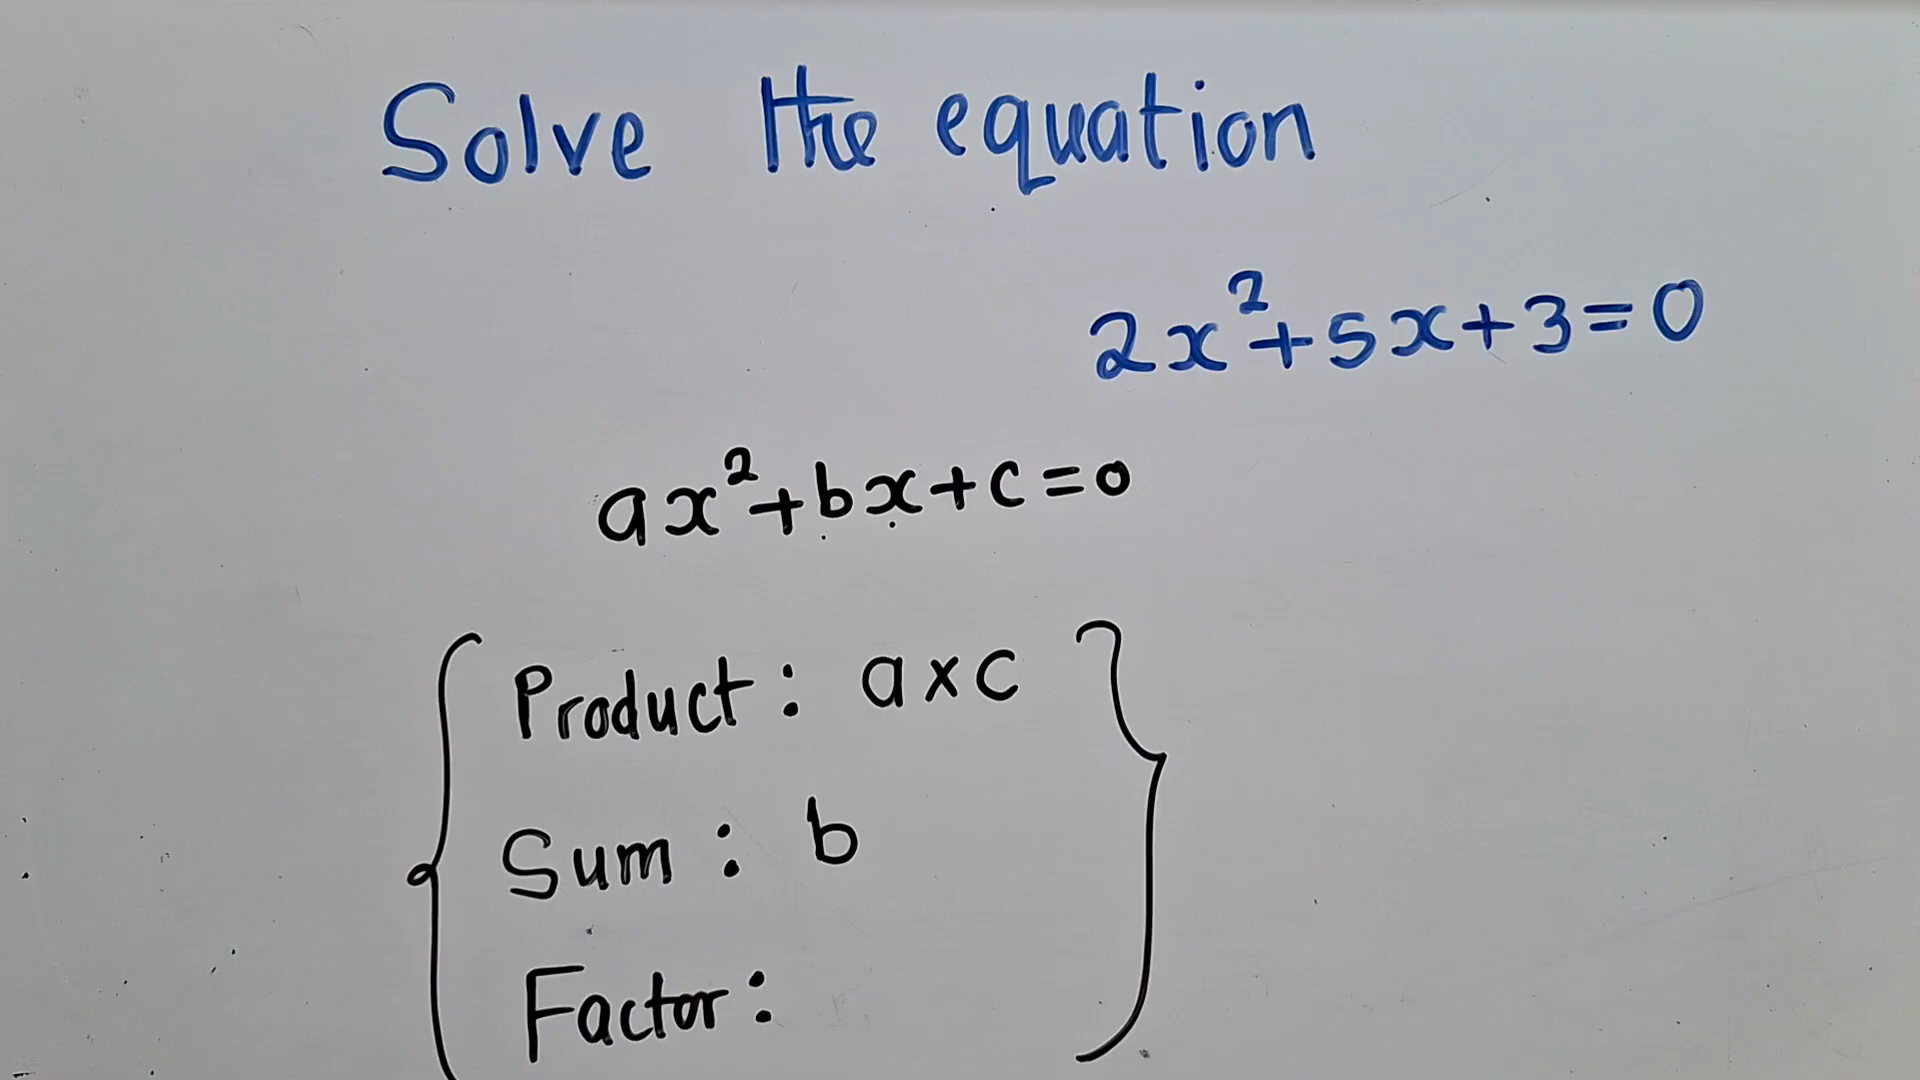 Solve the equation
2x²+5x+3=0
ax²+bx+c=0
Product: a×c
Sum: b
Factor: